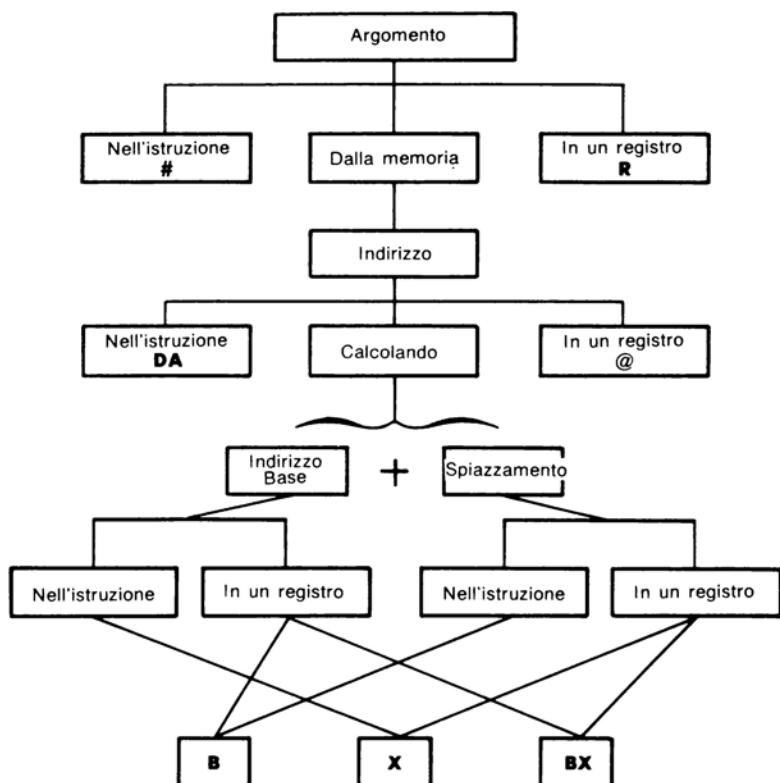 Argomento
Nell'istruzione
#
Dalla memoria
In un registro
R
Indirizzo
Nell'istruzione
DA
Calcolando
In un registro
@
Indirizzo
Base
+
Spiazzamento
Nell'istruzione
In un registro
Nell'istruzione
In un registro
B
X
BX